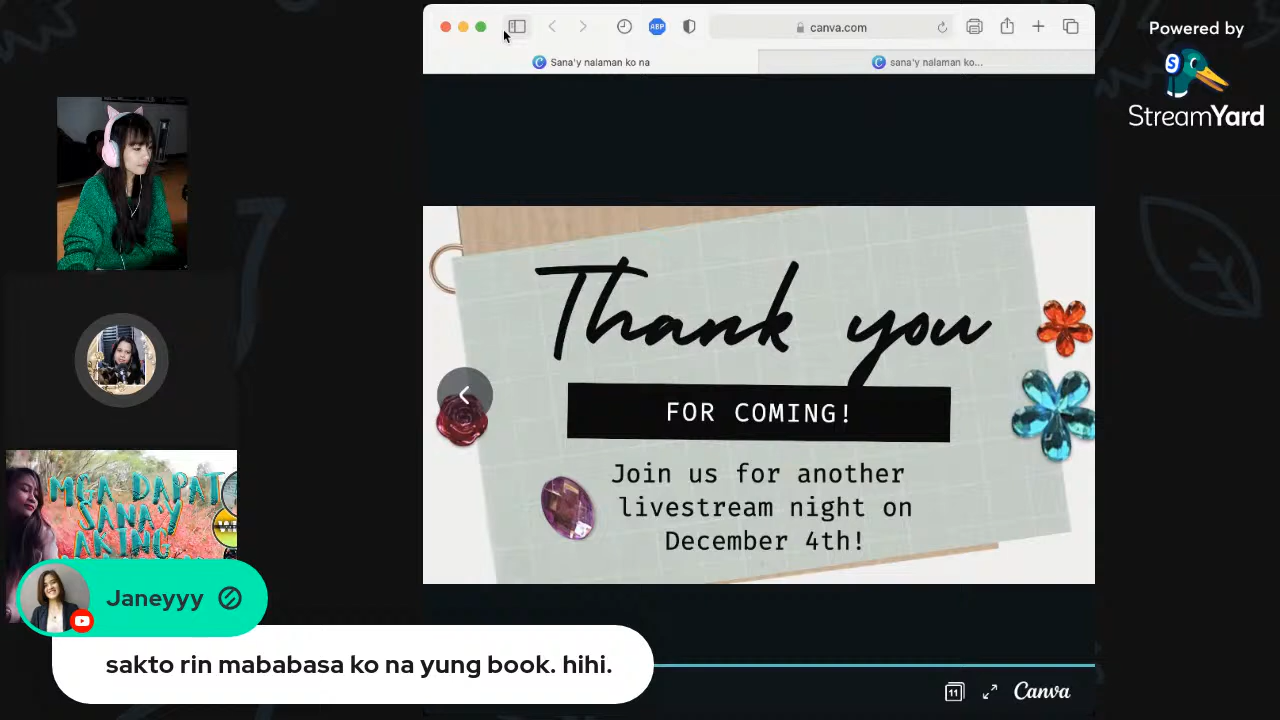 canva.com
Sana'y nalaman ko na
sana'y nalaman ko...
ABP
Powered by
StreamYard
Thank you
FOR COMING!
Join us for another
livestream night on
December 4th!
MGA DAPAT
SANA'Y
AKING
Janeyyy
sakto rin mababasa ko na yung book. hihi.
11
Canva